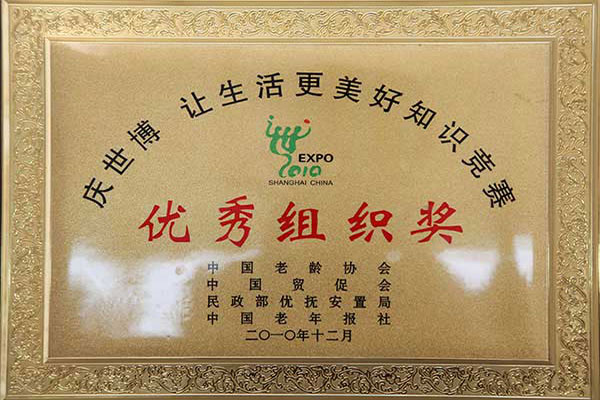 庆世博 让生活更美好知识竞赛
EXPO
2010
SHANGHAI CHINA
优秀组织奖
中国老龄协会
中国贸促会
民政部优抚安置局
中国老年报社
二〇一〇年十二月